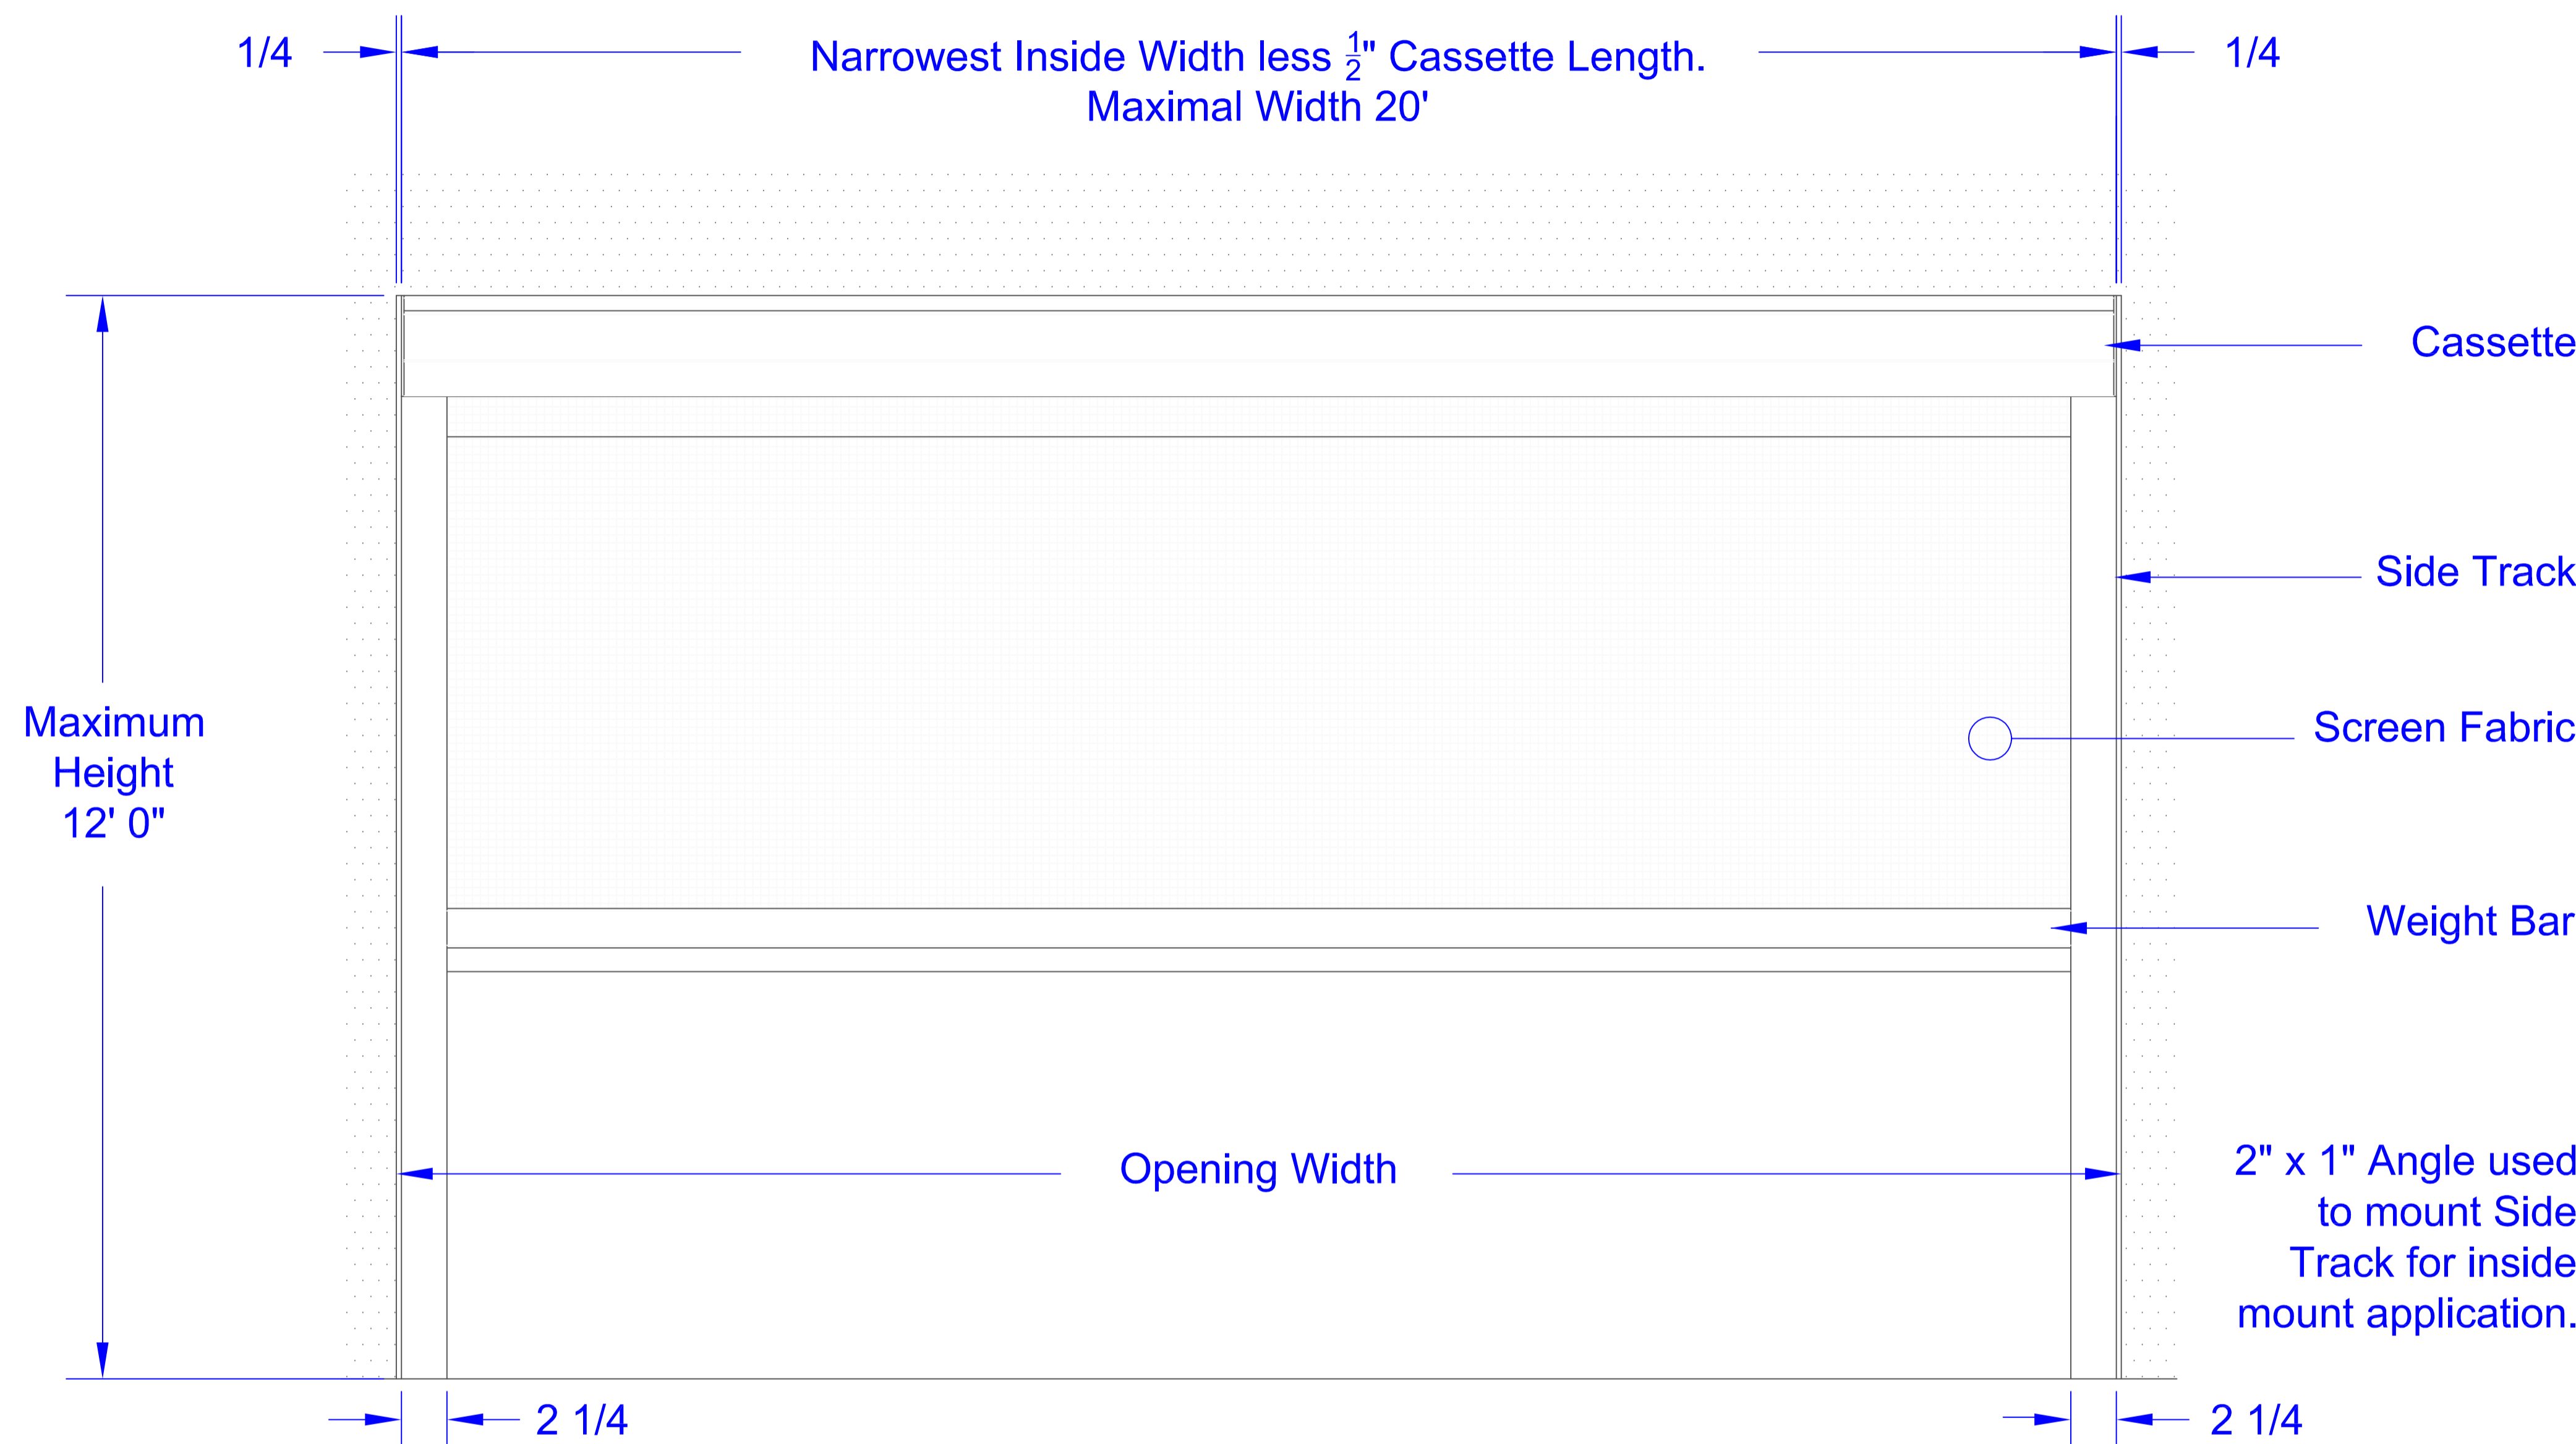 1/4
Narrowest Inside Width less 1/2" Cassette Length.
Maximal Width 20'
1/4
Cassette
Side Track
Maximum
Height
12' 0"
Screen Fabric
Weight Bar
Opening Width
2" x 1" Angle used
to mount Side
Track for inside
mount application.
2 1/4
2 1/4